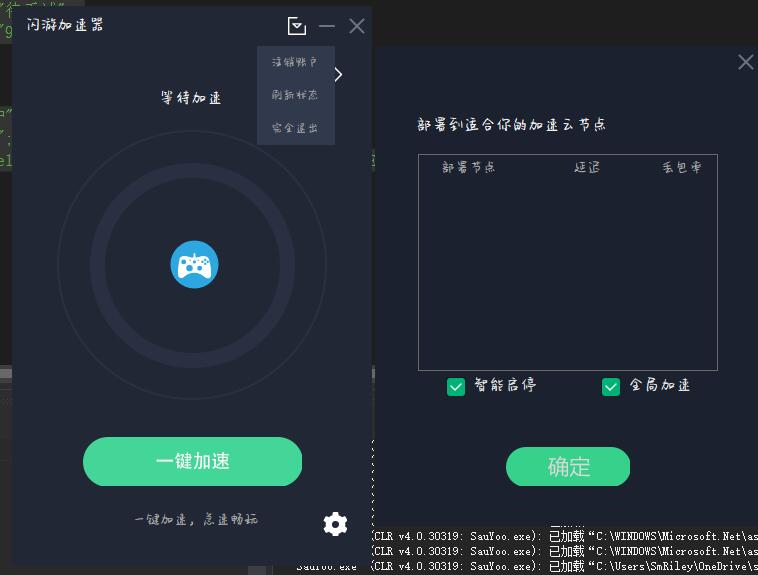 闪游加速器
注销账户
刷新状态
完全退出
等待加速
一键加速
一键加速，急速畅玩
部署到适合你的加速云节点
部署节点 延迟 丢包率
智能启停 全局加速
确定
(CLR v4.0.30319: SauYoo.exe): 已加载“C:\WINDOWS\Microsoft.Net\as
(CLR v4.0.30319: SauYoo.exe): 已加载“C:\WINDOWS\Microsoft.Net\as
SauYoo.exe (CLR v4.0.30319: SauYoo.exe): 已加载“C:\Users\SmRiley\OneDrive\s